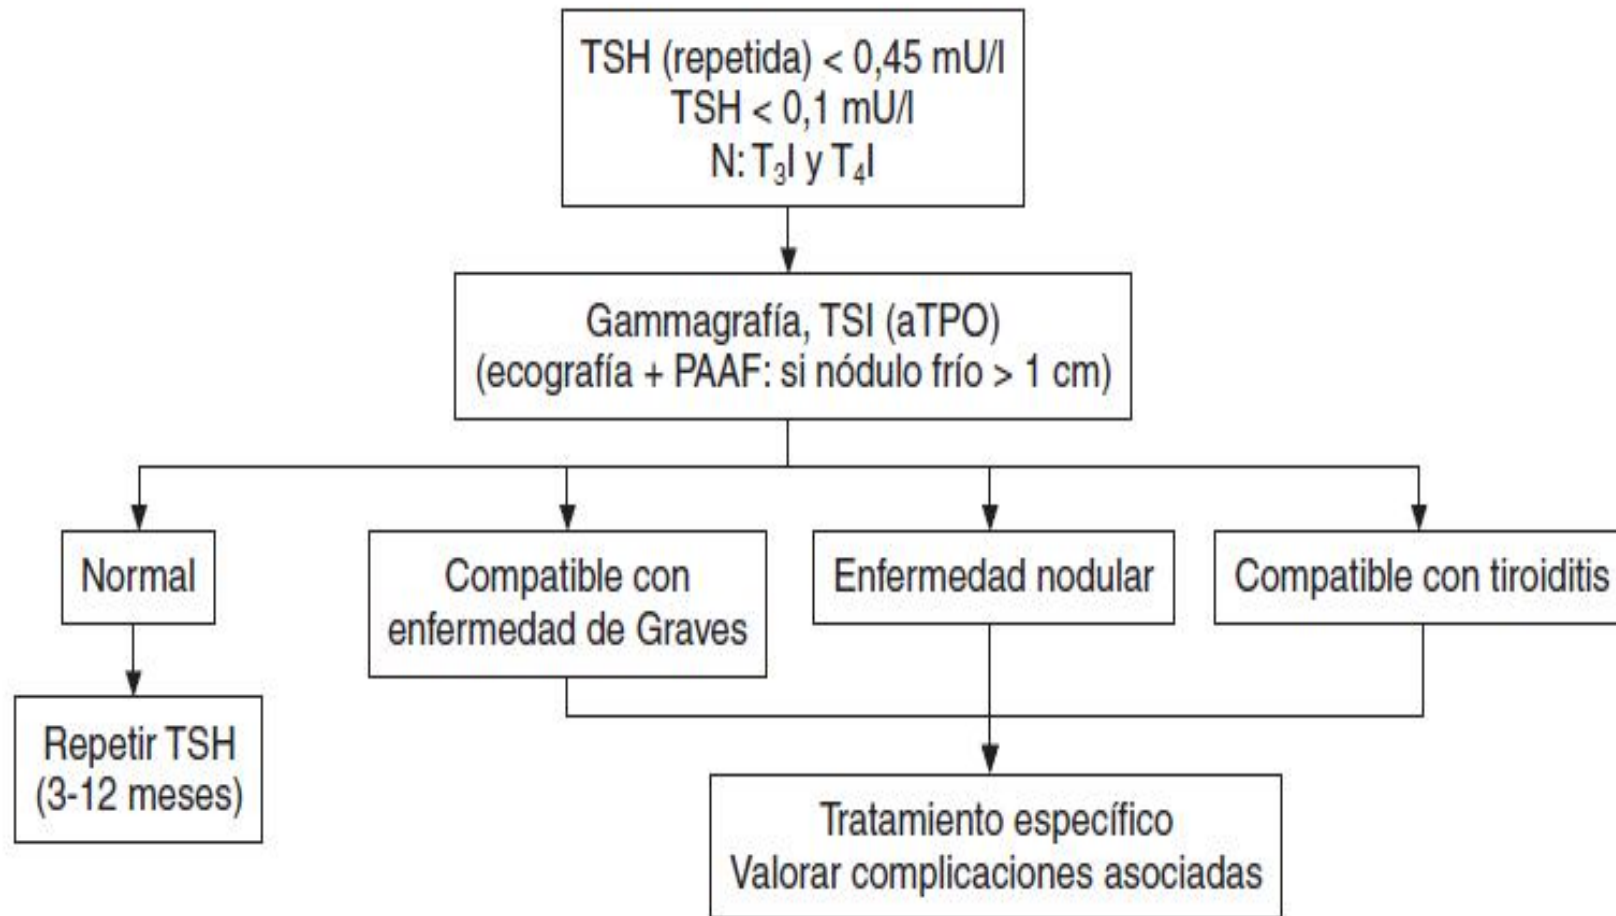 TSH (repetida) < 0,45 mU/l
TSH < 0,1 mU/l
N: T₃l y T₄l
Gammagrafía, TSI (aTPO)
(ecografía + PAAF: si nódulo frío > 1 cm)
Normal
Compatible con
enfermedad de Graves
Enfermedad nodular
Compatible con tiroiditis
Repetir TSH
(3-12 meses)
Tratamiento específico
Valorar complicaciones asociadas